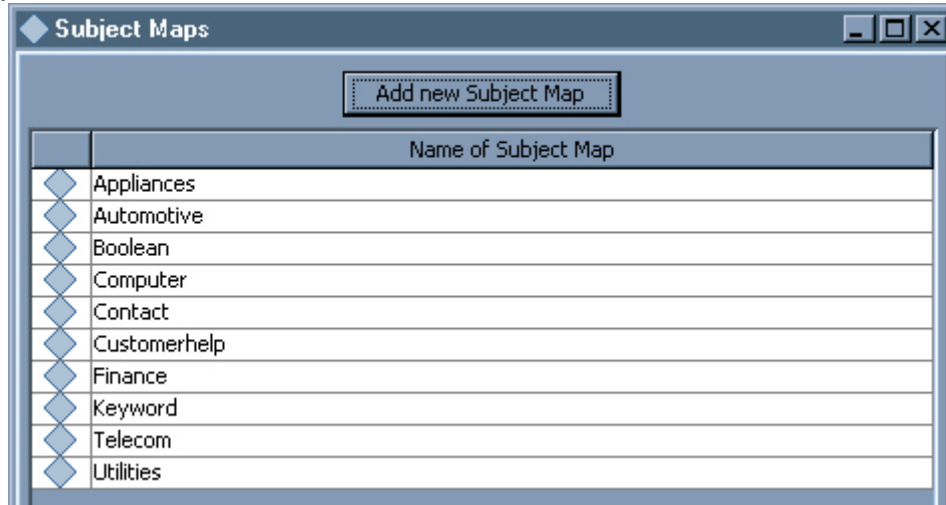 Subject Maps
Add new Subject Map
Name of Subject Map
Appliances
Automotive
Boolean
Computer
Contact
Customerhelp
Finance
Keyword
Telecom
Utilities